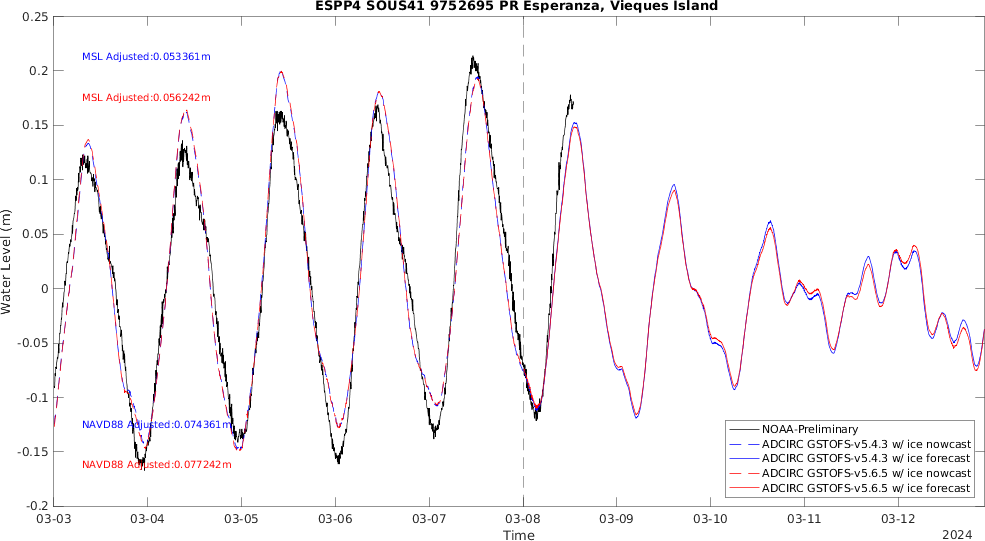 ESPP4 SOUS41 9752695 PR Esperanza, Vieques Island
0.25
0.2
0.15
0.1
0.05
0
-0.05
-0.1
-0.15
-0.2
Water Level (m)
MSL Adjusted:0.053361m
MSL Adjusted:0.056242m
NAVD88 Adjusted:0.074361m
NAVD88 Adjusted:0.077242m
NOAA-Preliminary
ADCIRC GSTOFS-v5.4.3 w/ ice nowcast
ADCIRC GSTOFS-v5.4.3 w/ ice forecast
ADCIRC GSTOFS-v5.6.5 w/ ice nowcast
ADCIRC GSTOFS-v5.6.5 w/ ice forecast
03-03 03-04 03-05 03-06 03-07 03-08 03-09 03-10 03-11 03-12
Time
2024